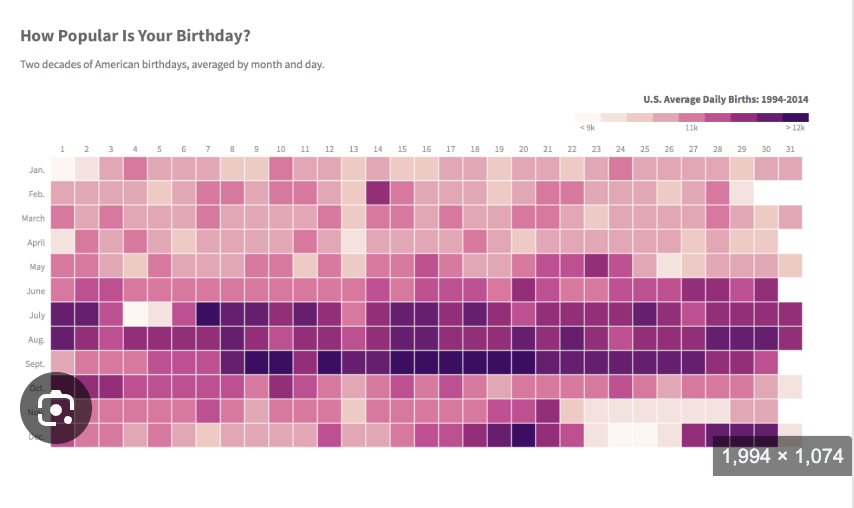 How Popular Is Your Birthday?
Two decades of American birthdays, averaged by month and day.
U.S. Average Daily Births: 1994-2014
< 9k 11k > 12k
1 2 3 4 5 6 7 8 9 10 11 12 13 14 15 16 17 18 19 20 21 22 23 24 25 26 27 28 29 30 31
Jan.
Feb.
March
April
May
June
July
Aug.
Sept.
Oct.
1,994 × 1,074